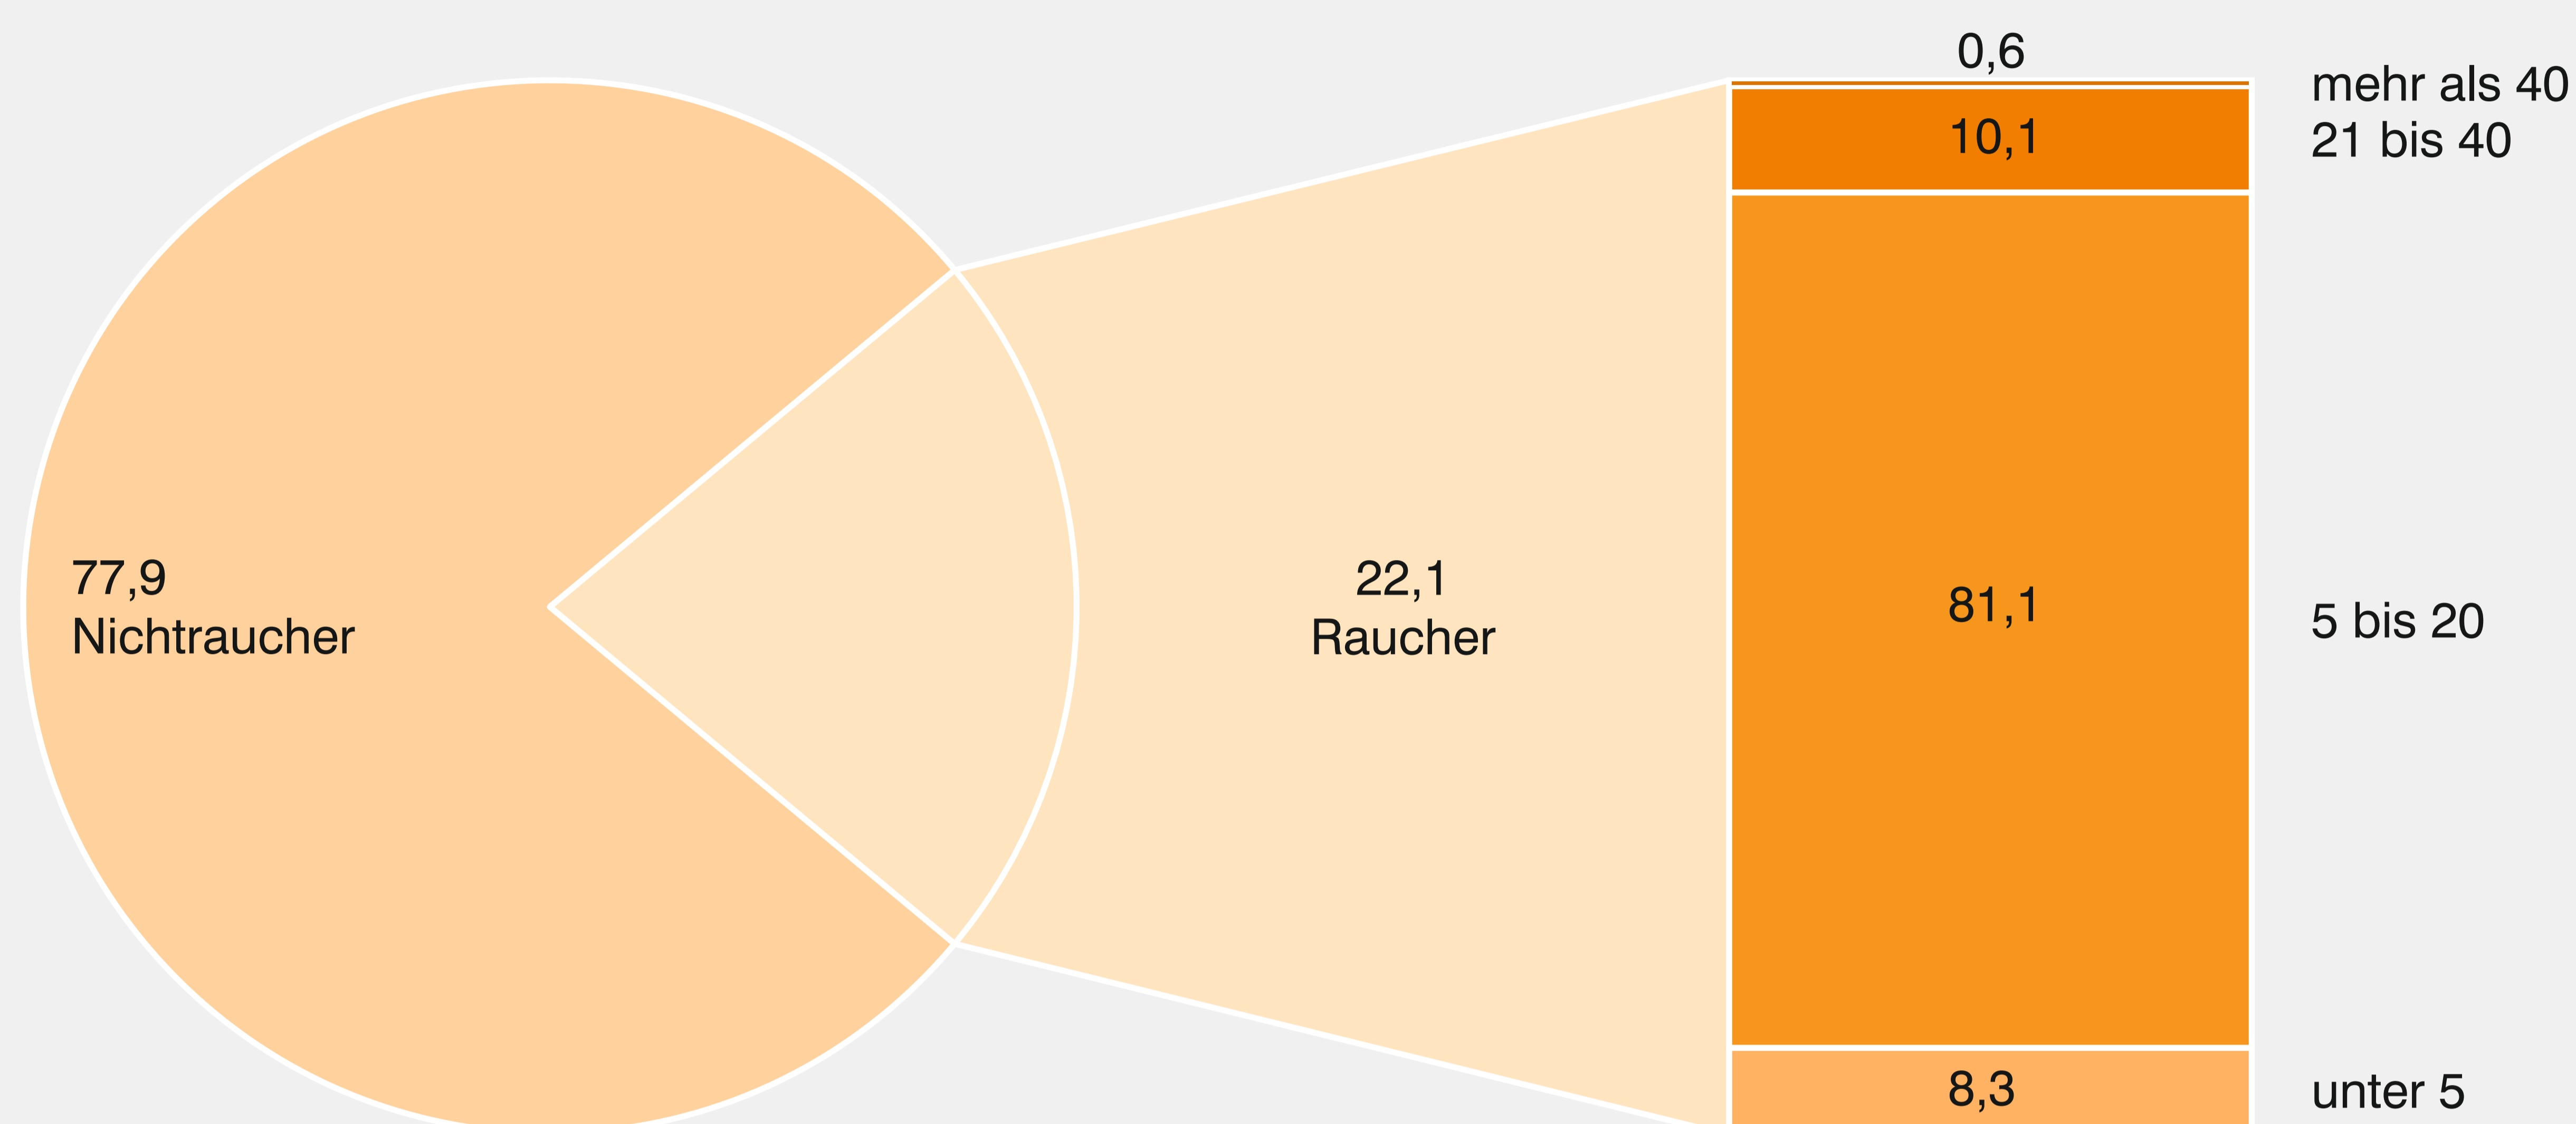 0,6
mehr als 40
10,1
21 bis 40
77,9
Nichtraucher
22,1
Raucher
81,1
5 bis 20
8,3
unter 5